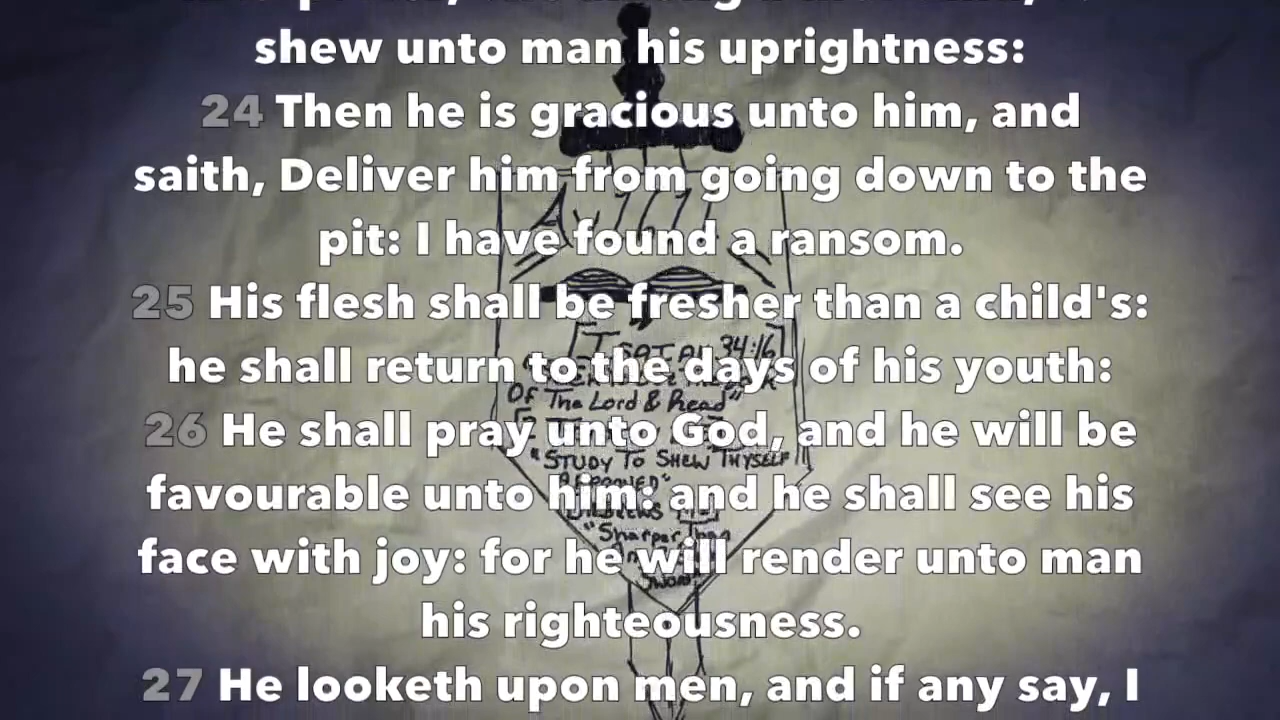 shew unto man his uprightness:
24 Then he is gracious unto him, and
saith, Deliver him from going down to the
pit: I have found a ransom.
25 His flesh shall be fresher than a child's:
he shall return to the days of his youth:
26 He shall pray unto God, and he will be
favourable unto him: and he shall see his
face with joy: for he will render unto man
his righteousness.
27 He looketh upon men, and if any say, I
Av 1611
34:16]
Of The Lord & Read"
"STUDY To SHEW THYSELF
"Sharper Than